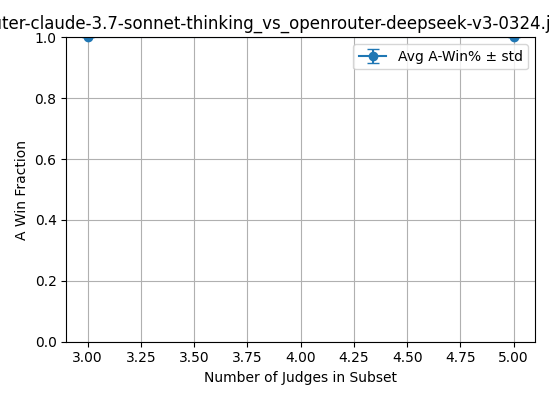 ter-claude-3.7-sonnet-thinking_vs_openrouter-deepseek-v3-0324.j
Avg A-Win% ± std
1.0
0.8
0.6
0.4
0.2
0.0
A Win Fraction
3.00 3.25 3.50 3.75 4.00 4.25 4.50 4.75 5.00
Number of Judges in Subset